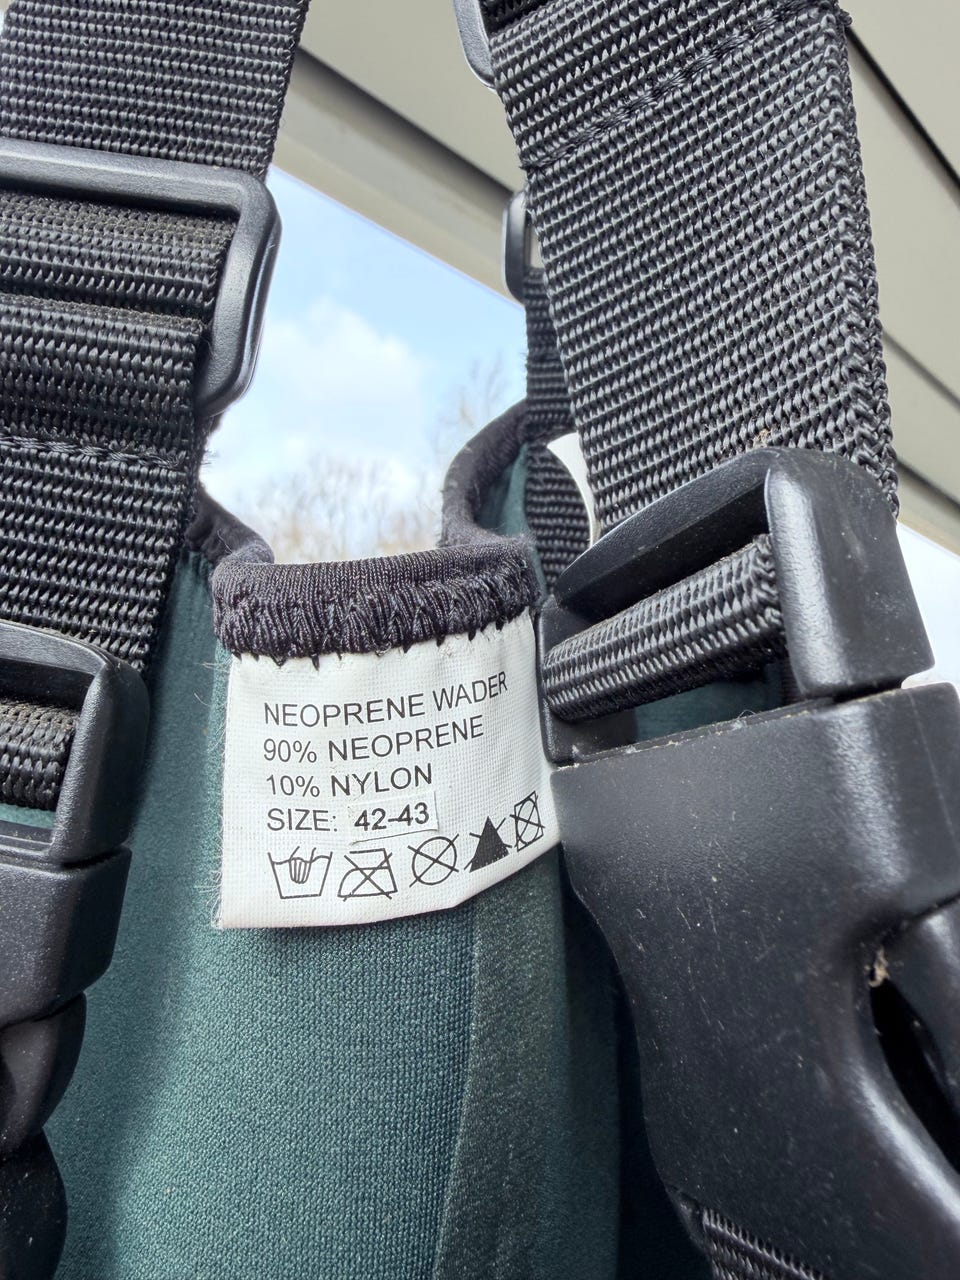 NEOPRENE WADER
90% NEOPRENE
10% NYLON
SIZE: 42-43